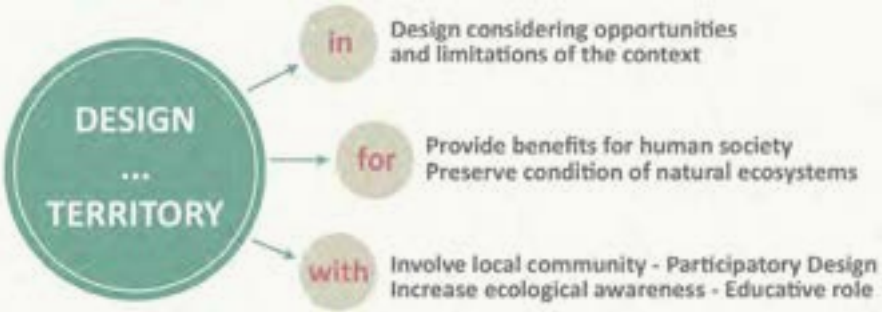 DESIGN
...
TERRITORY
in
Design considering opportunities
and limitations of the context
for
Provide benefits for human society
Preserve condition of natural ecosystems
with
Involve local community - Participatory Design
Increase ecological awareness - Educative role